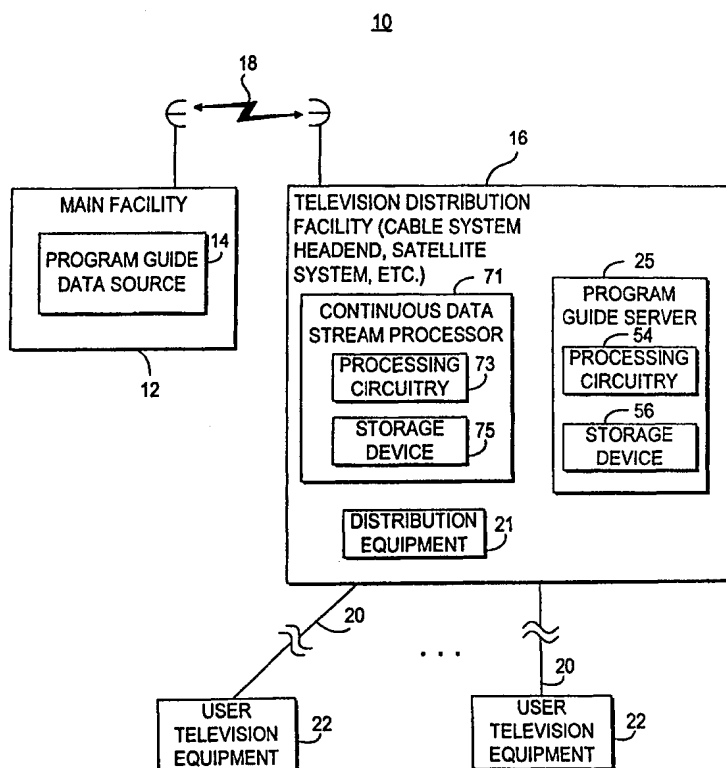 10
18
16
MAIN FACILITY
PROGRAM GUIDE
DATA SOURCE
14
12
TELEVISION DISTRIBUTION
FACILITY (CABLE SYSTEM
HEADEND, SATELLITE
SYSTEM, ETC.)
71
CONTINUOUS DATA
STREAM PROCESSOR
PROCESSING
CIRCUITRY
73
STORAGE
DEVICE
75
25
PROGRAM
GUIDE SERVER
54
PROCESSING
CIRCUITRY
56
STORAGE
DEVICE
DISTRIBUTION
EQUIPMENT
21
20
. . .
20
USER
TELEVISION
EQUIPMENT
22
USER
TELEVISION
EQUIPMENT
22